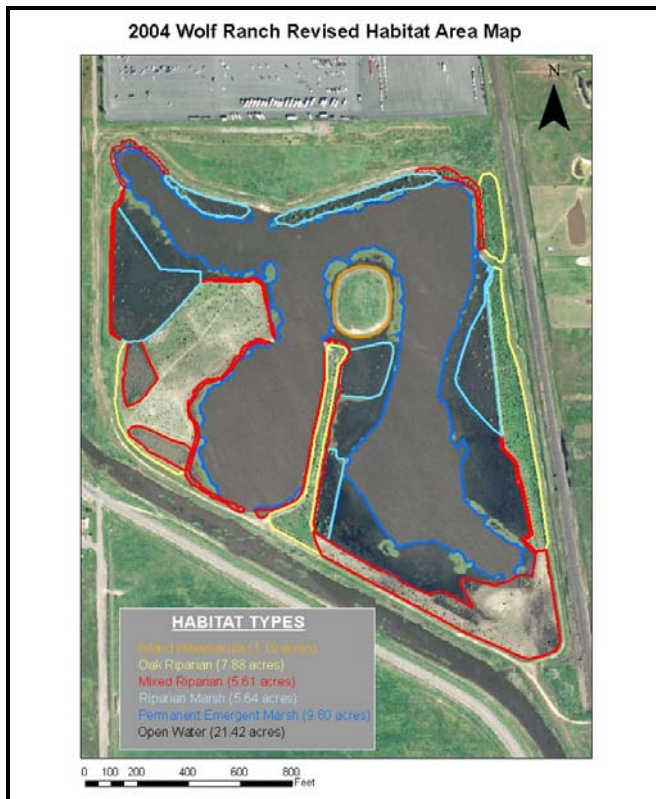 2004 Wolf Ranch Revised Habitat Area Map
N
HABITAT TYPES
Island Hibernacula (1.19 acres)
Oak Riparian (7.88 acres)
Mixed Riparian (5.61 acres)
Riparian Marsh (5.64 acres)
Permanent Emergent Marsh (9.60 acres)
Open Water (21.42 acres)
0 100 200 400 600 800
Feet